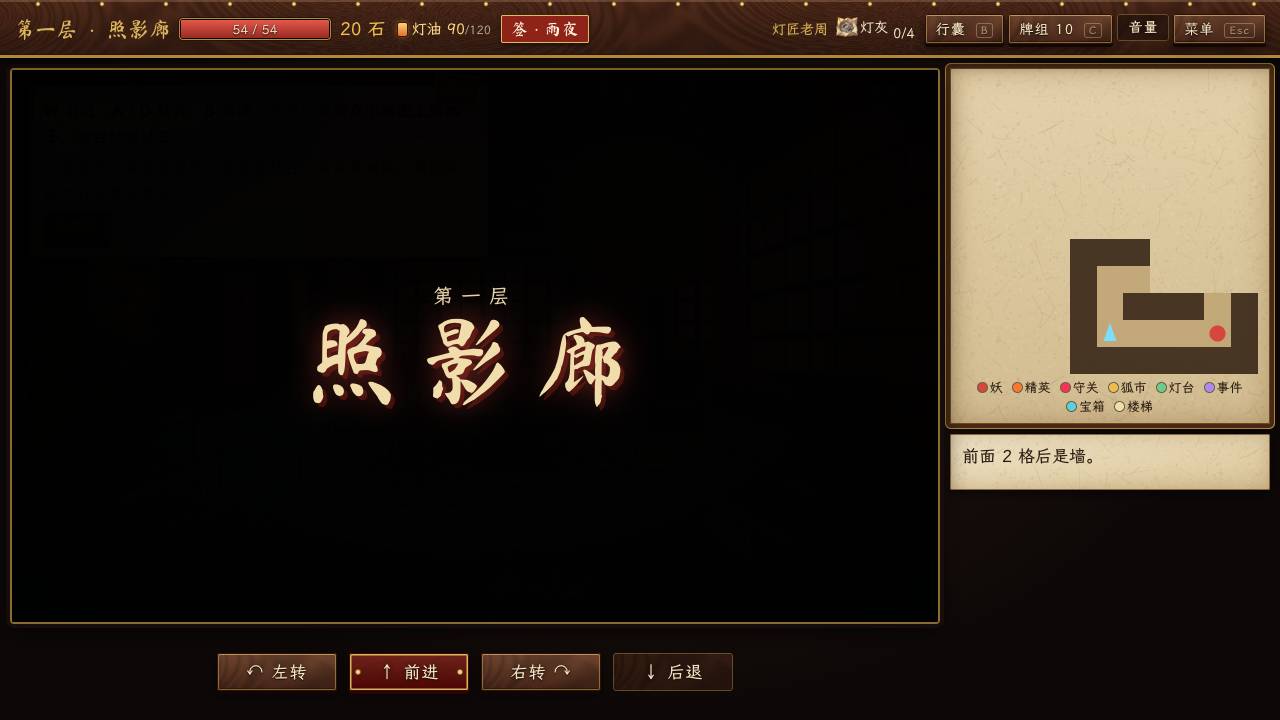 第一层 · 照影廊
54 / 54
20 石
灯油 90/120
签 · 雨夜
灯匠老周
灯灰 0/4
行囊 B
牌组 10 C
音量
菜单 Esc
第一层
照影廊
妖 精英 守关 狐市 灯台 事件
宝箱 楼梯
前面 2 格后是墙。
左转
↑ 前进
右转
↓ 后退